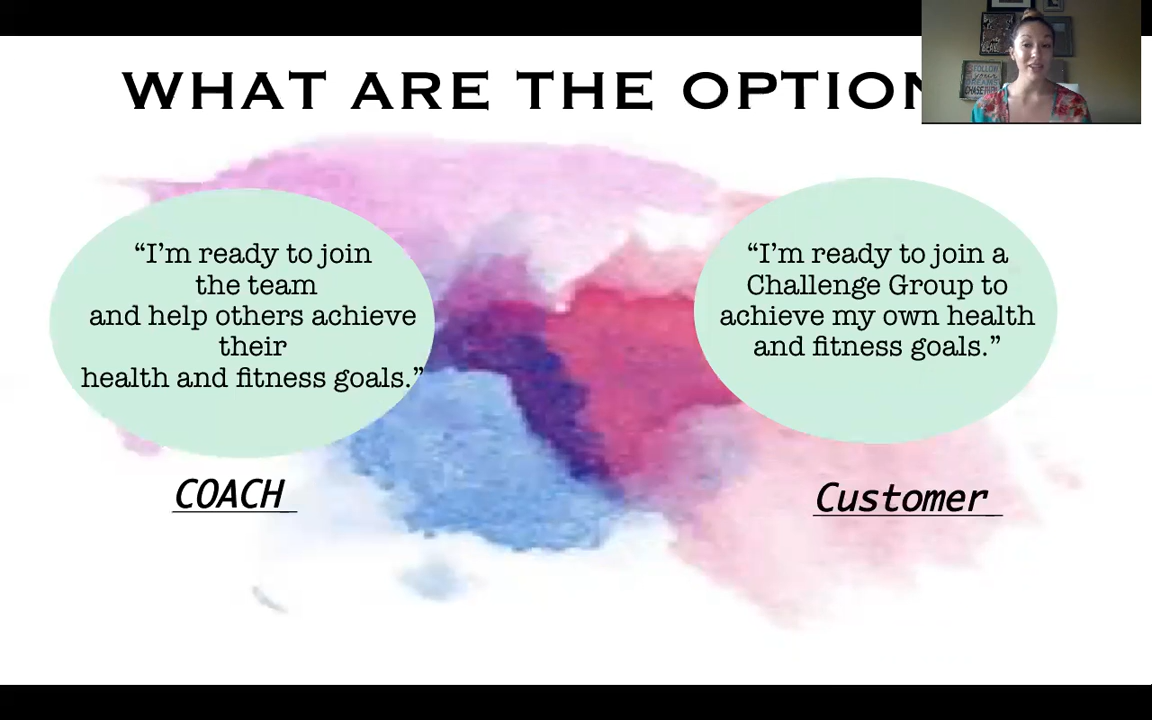 WHAT ARE THE OPTION
“I’m ready to join
the team
and help others achieve
their
health and fitness goals.”
COACH
“I’m ready to join a
Challenge Group to
achieve my own health
and fitness goals.”
Customer